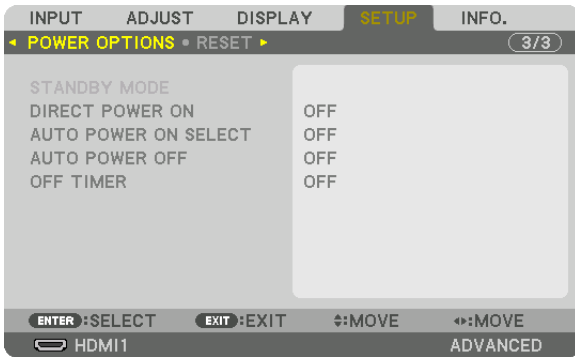 INPUT ADJUST DISPLAY SETUP INFO.
POWER OPTIONS • RESET 3/3
STANDBY MODE
DIRECT POWER ON OFF
AUTO POWER ON SELECT OFF
AUTO POWER OFF OFF
OFF TIMER OFF
ENTER :SELECT EXIT :EXIT :MOVE :MOVE
HDMI1 ADVANCED